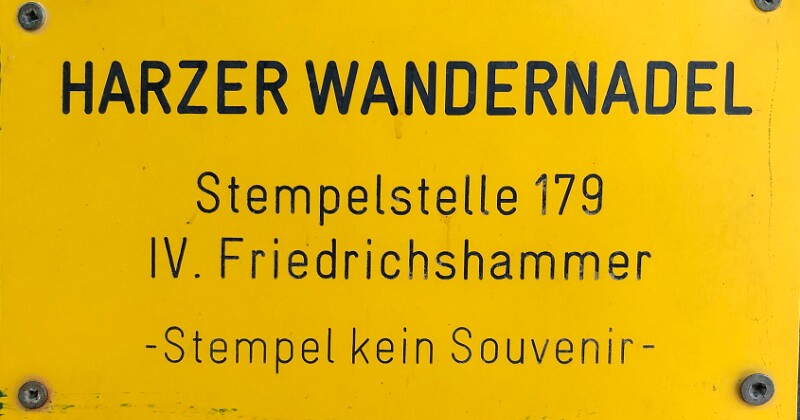 HARZER WANDERNADEL
Stempelstelle 179
IV. Friedrichshammer
-Stempel kein Souvenir-